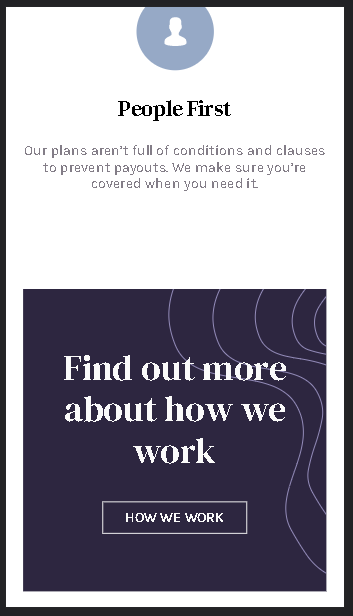 People First
Our plans aren’t full of conditions and clauses
to prevent payouts. We make sure you’re
covered when you need it.
Find out more
about how we
work
HOW WE WORK